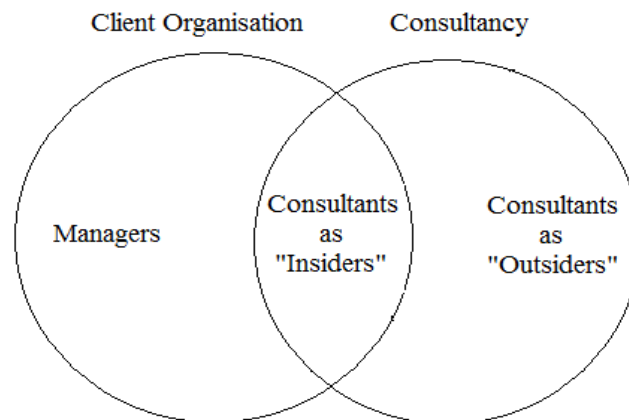 Client Organisation
Consultancy
Managers
Consultants
as
"Insiders"
Consultants
as
"Outsiders"